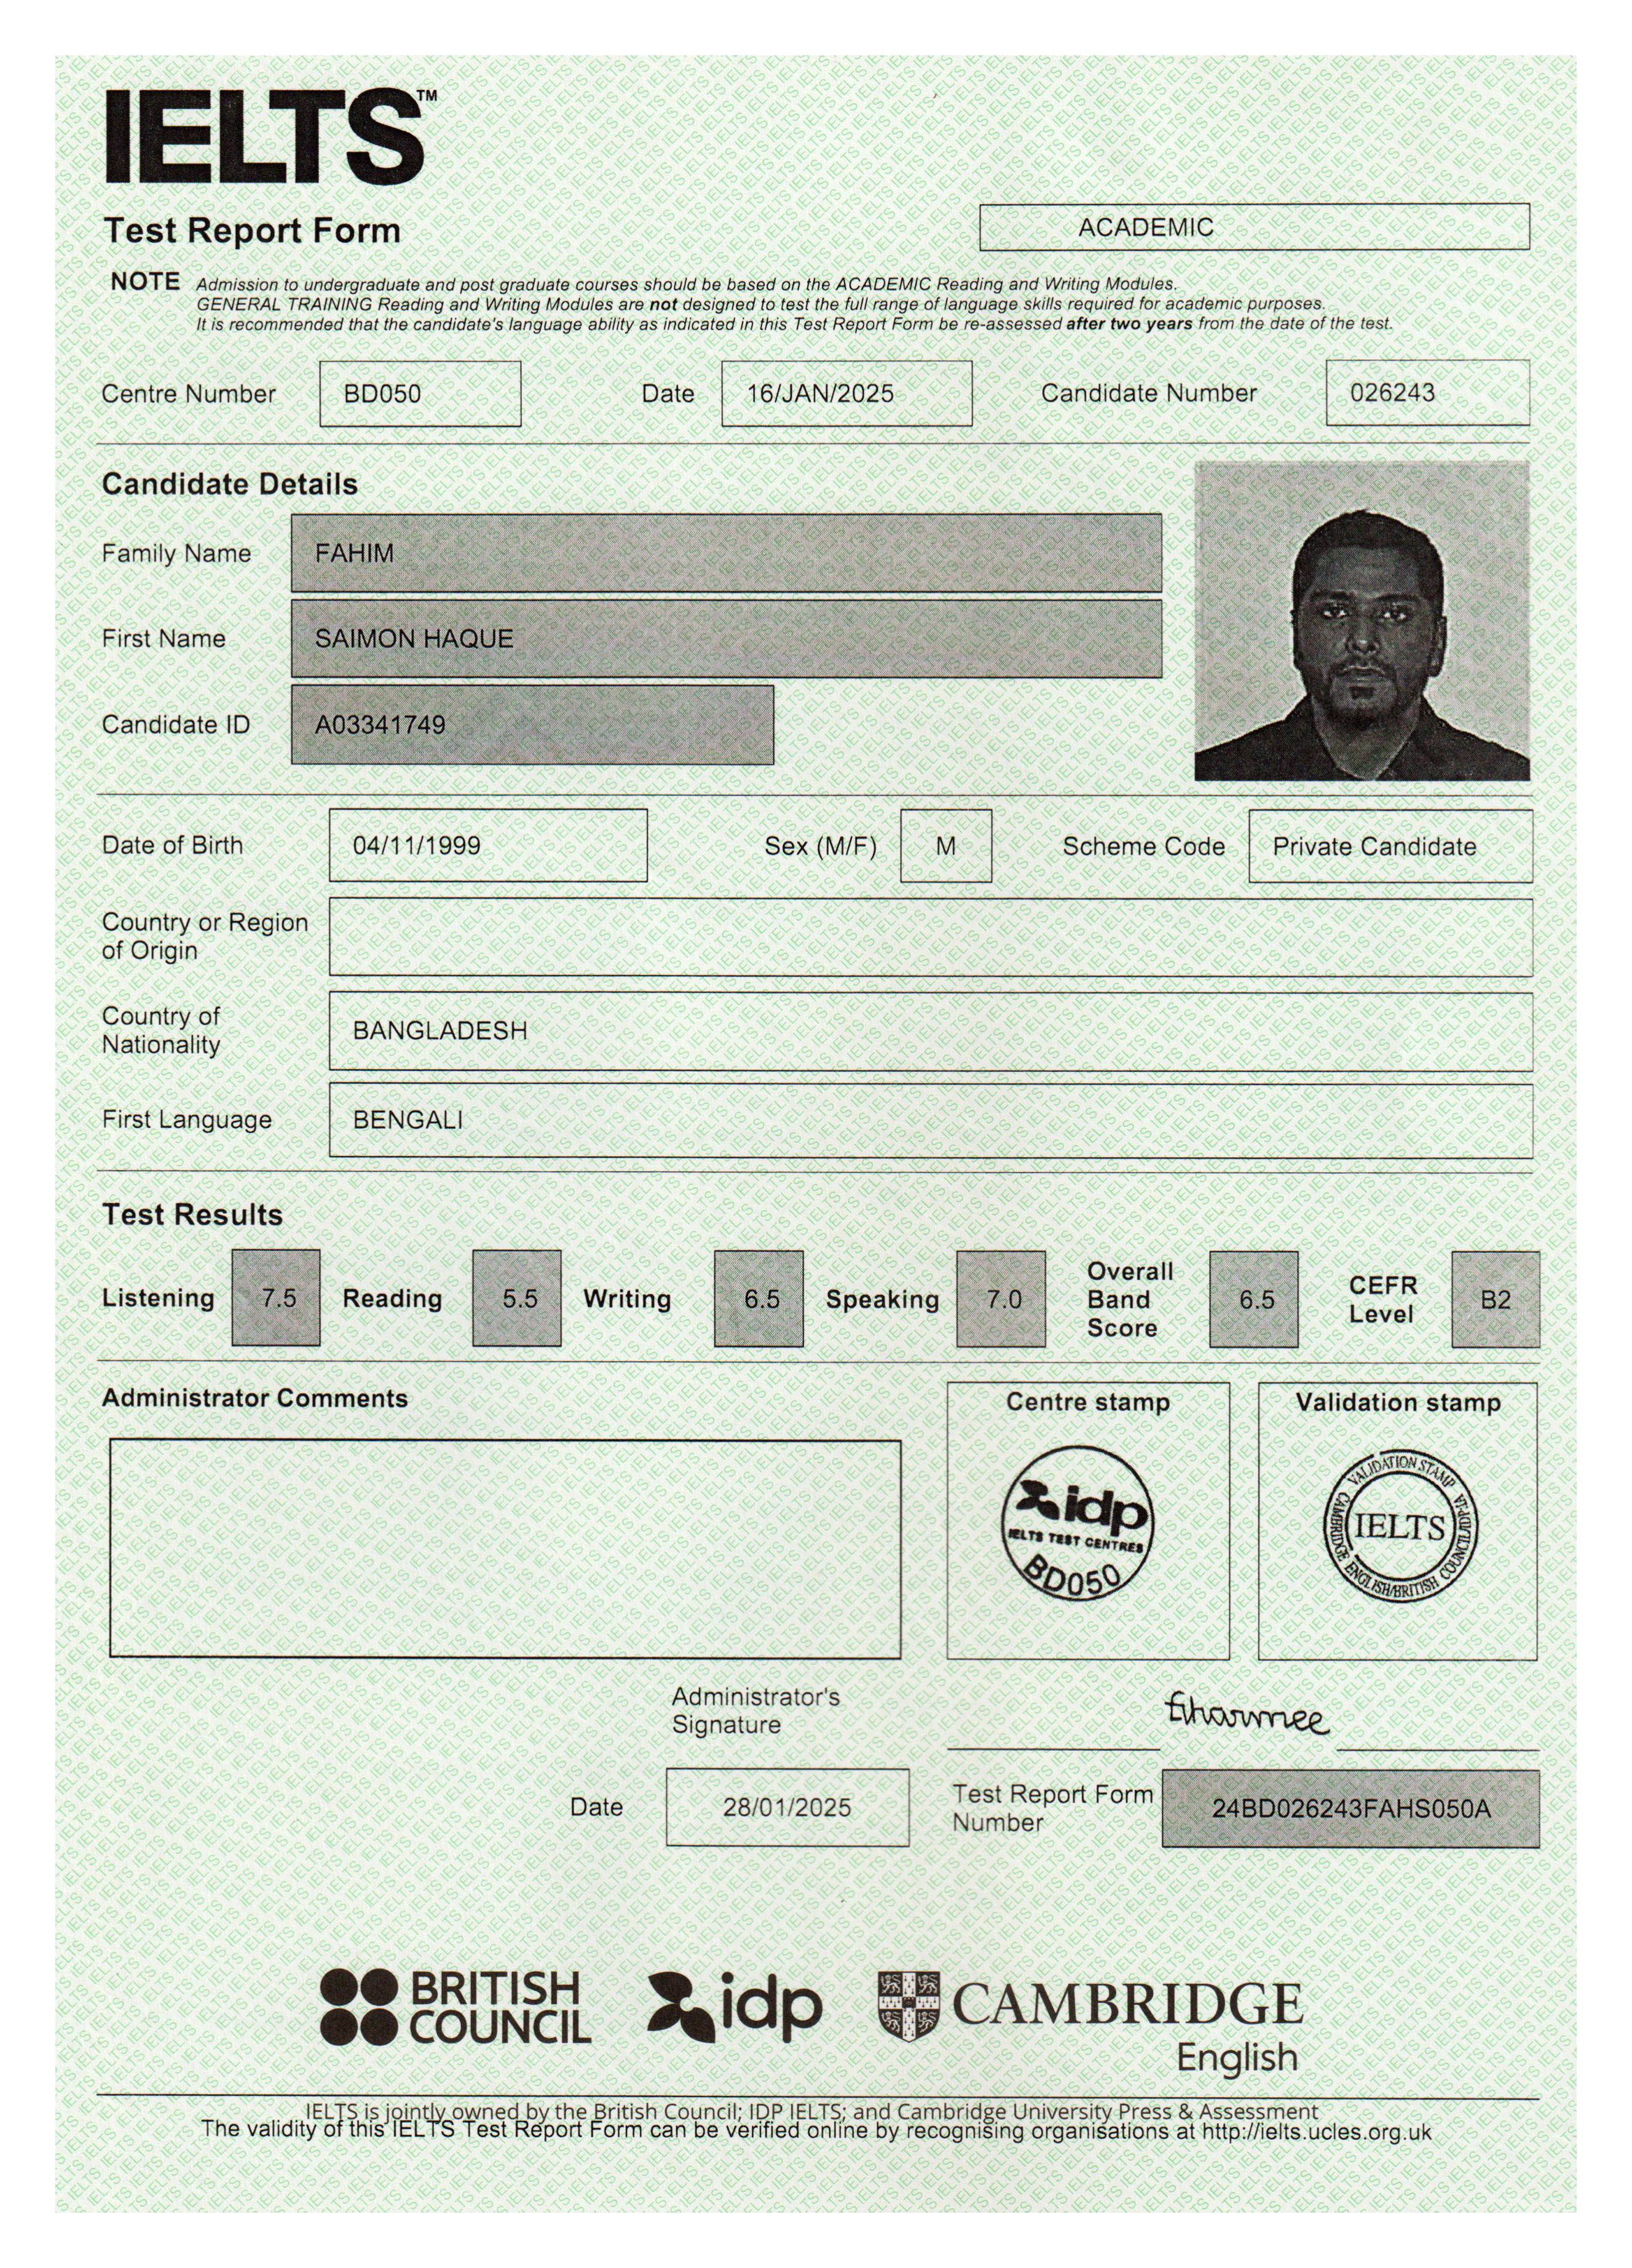 IELTS™
Test Report Form
ACADEMIC
NOTE Admission to undergraduate and post graduate courses should be based on the ACADEMIC Reading and Writing Modules.
GENERAL TRAINING Reading and Writing Modules are not designed to test the full range of language skills required for academic purposes.
It is recommended that the candidate's language ability as indicated in this Test Report Form be re-assessed after two years from the date of the test.
Centre Number BD050 Date 16/JAN/2025 Candidate Number 026243
Candidate Details
Family Name FAHIM
First Name SAIMON HAQUE
Candidate ID A03341749
Date of Birth 04/11/1999 Sex (M/F) M Scheme Code Private Candidate
Country or Region
of Origin
Country of
Nationality BANGLADESH
First Language BENGALI
Test Results
Listening 7.5 Reading 5.5 Writing 6.5 Speaking 7.0 Overall Band Score 6.5 CEFR Level B2
Administrator Comments
Centre stamp
idp
IELTS TEST CENTRES
BD050
Validation stamp
VALIDATION STAMP
IELTS
CAMBRIDGE ENGLISH/BRITISH COUNCIL/IDP:IA
Administrator's
Signature
Date 28/01/2025
Test Report Form
Number 24BD026243FAHS050A
BRITISH
COUNCIL
idp
CAMBRIDGE
English
IELTS is jointly owned by the British Council; IDP IELTS; and Cambridge University Press & Assessment
The validity of this IELTS Test Report Form can be verified online by recognising organisations at http://ielts.ucles.org.uk